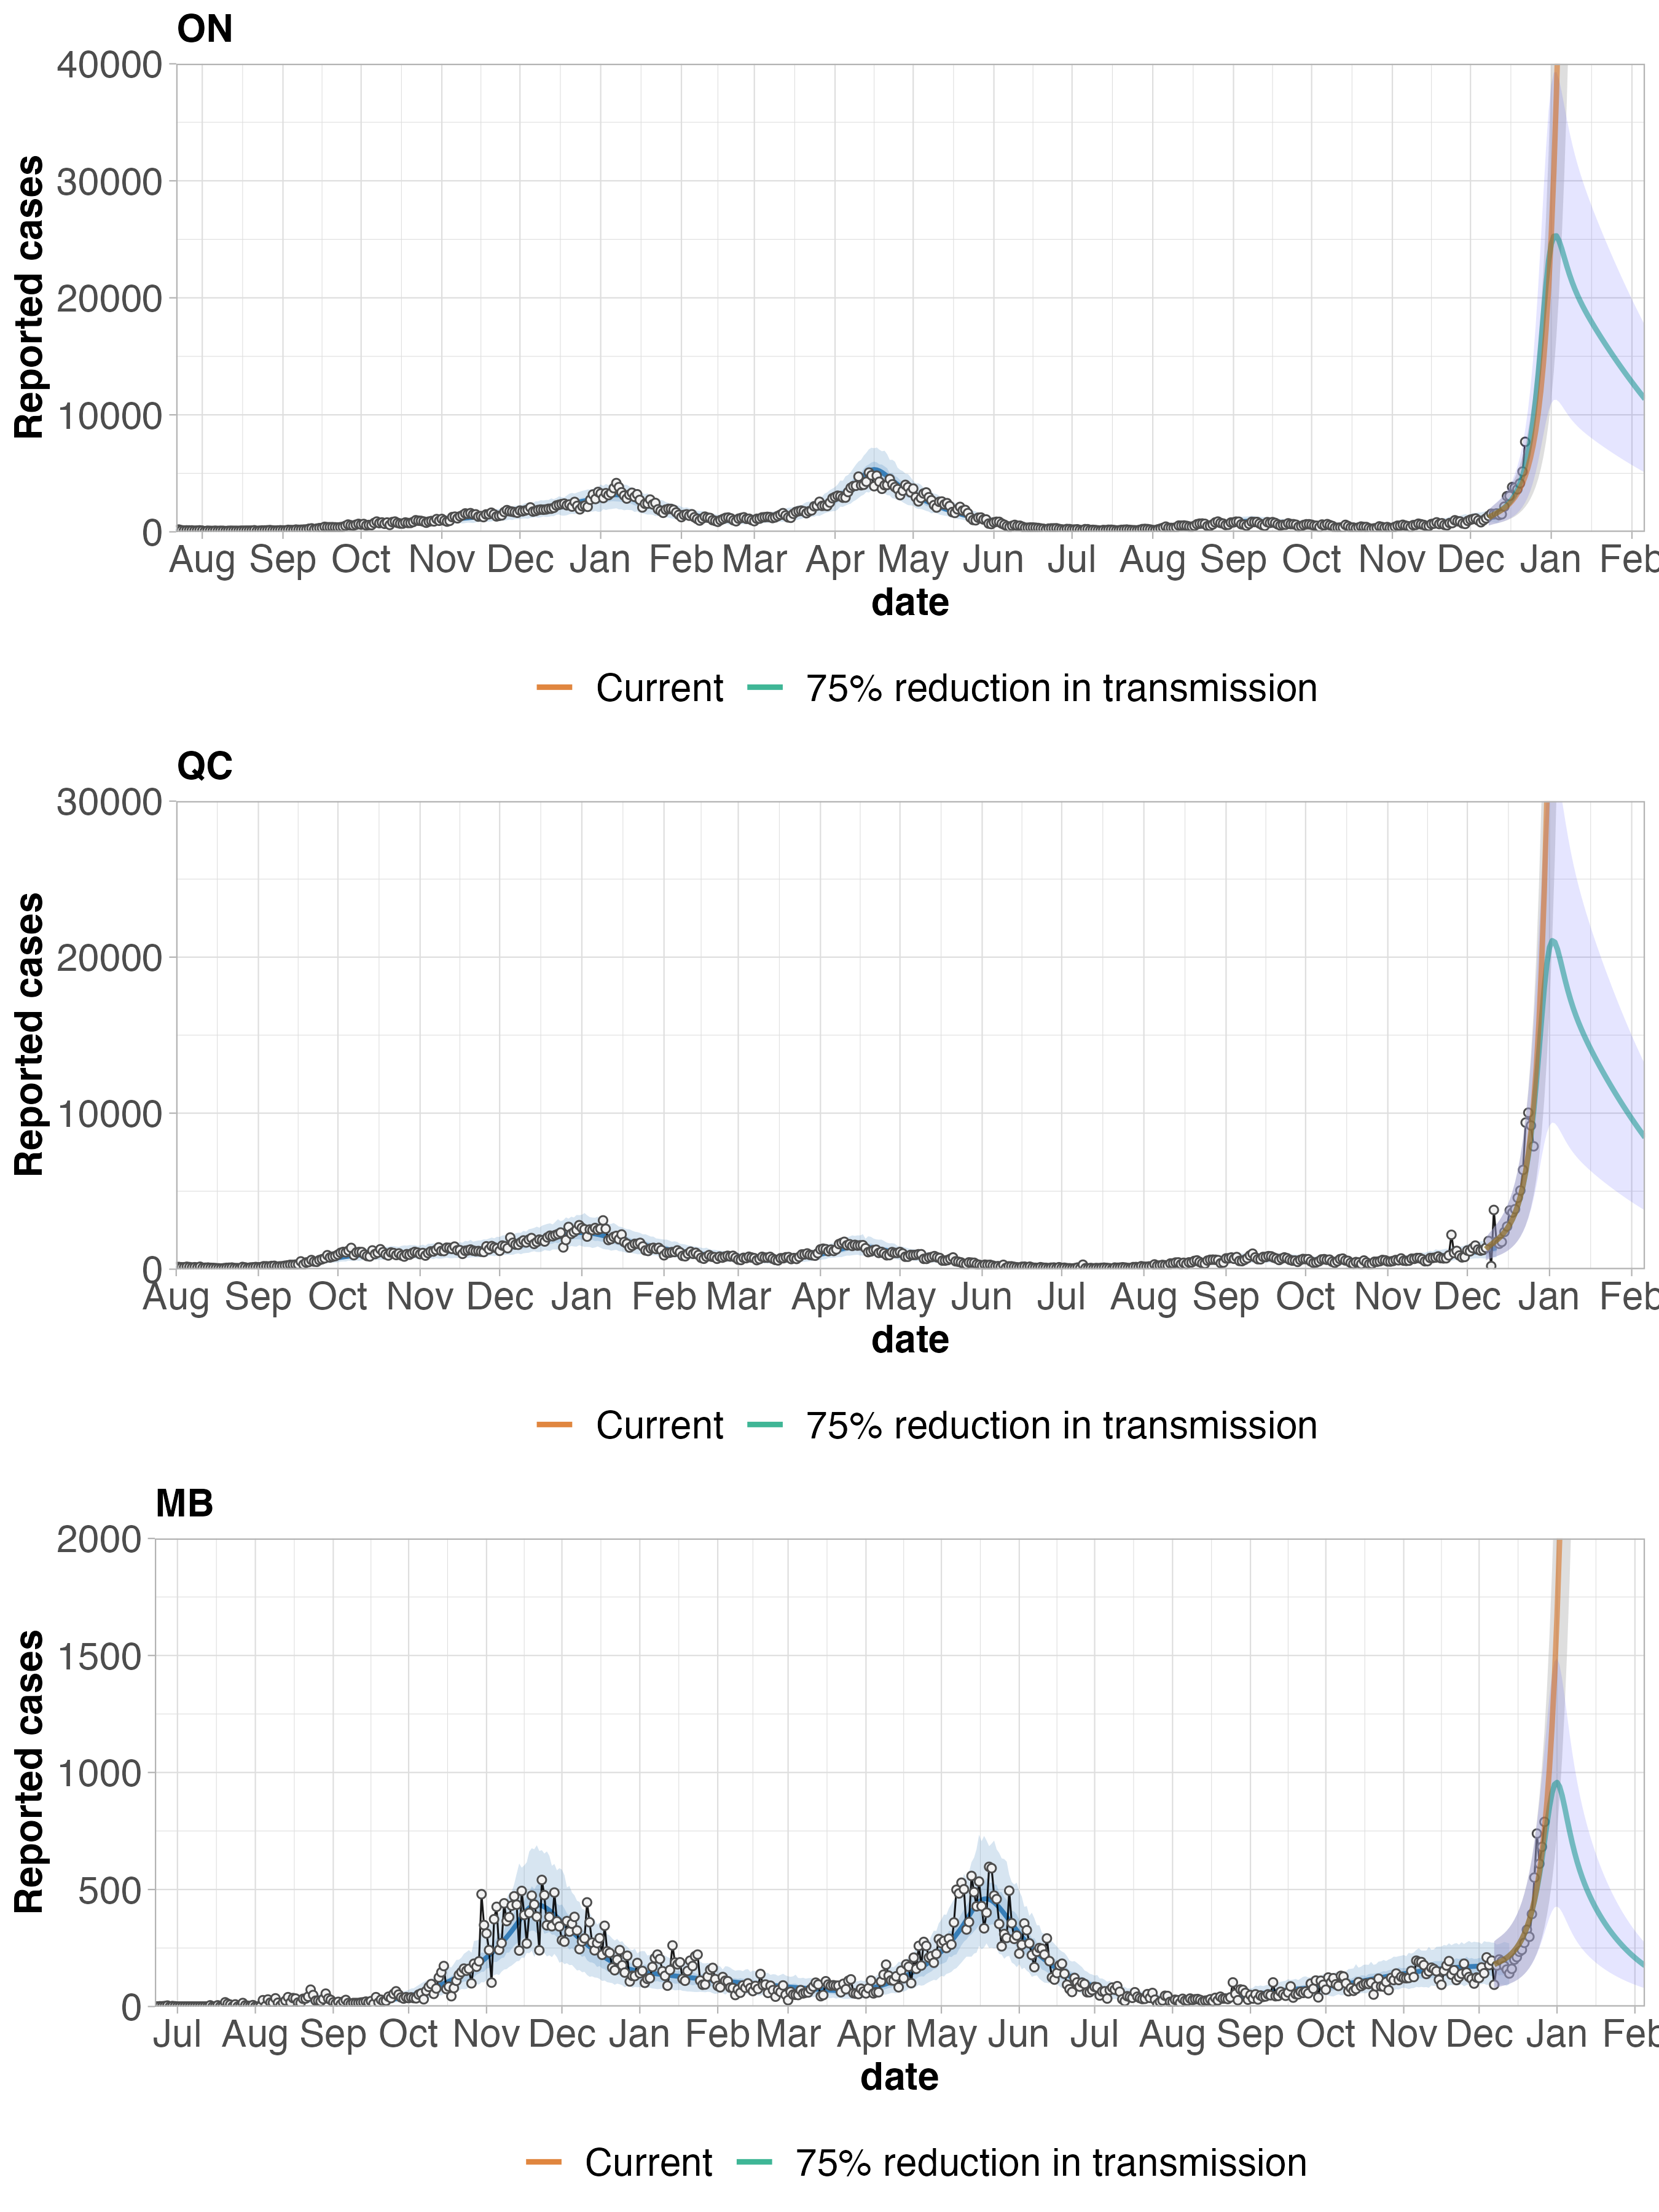 ON
40000
30000
20000
10000
0
Reported cases
Aug Sep Oct Nov Dec Jan Feb Mar Apr May Jun Jul Aug Sep Oct Nov Dec Jan Feb
date
Current 75% reduction in transmission
QC
30000
20000
10000
0
Reported cases
Aug Sep Oct Nov Dec Jan Feb Mar Apr May Jun Jul Aug Sep Oct Nov Dec Jan Feb
date
Current 75% reduction in transmission
MB
2000
1500
1000
500
0
Reported cases
Jul Aug Sep Oct Nov Dec Jan Feb Mar Apr May Jun Jul Aug Sep Oct Nov Dec Jan Feb
date
Current 75% reduction in transmission